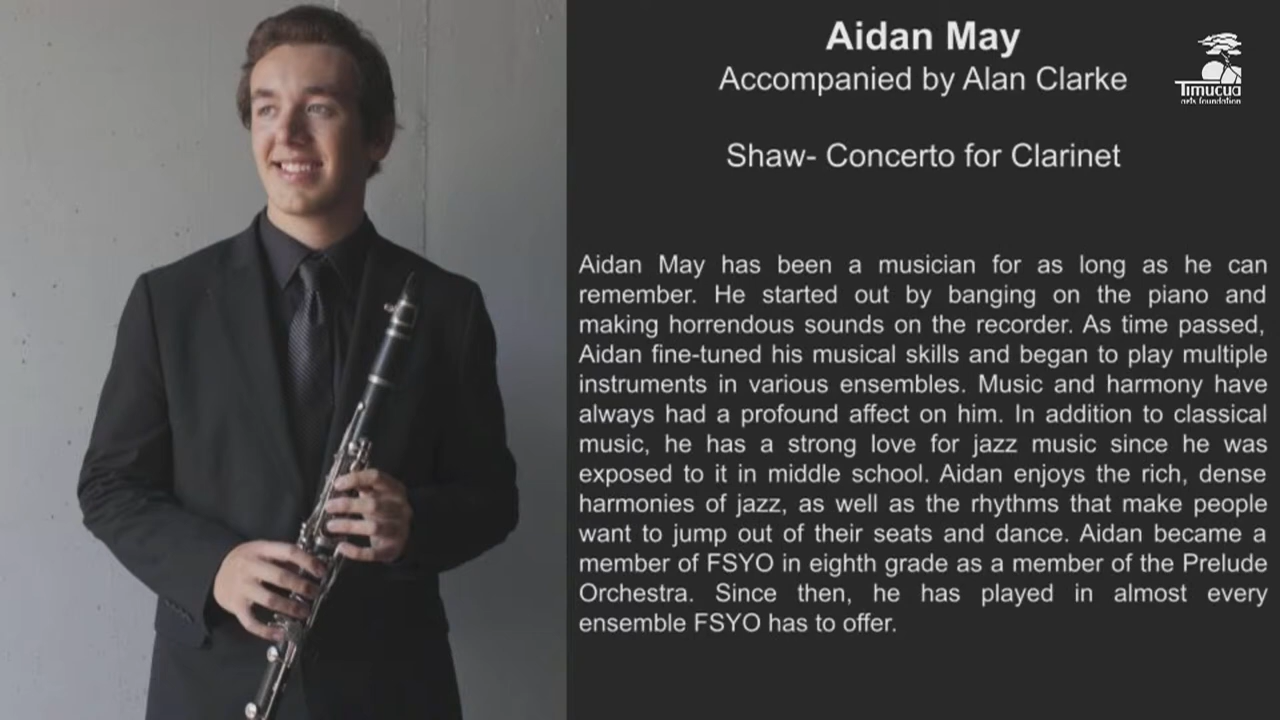 Aidan May
Accompanied by Alan Clarke
Timucua
arts foundation
Shaw- Concerto for Clarinet
Aidan May has been a musician for as long as he can
remember. He started out by banging on the piano and
making horrendous sounds on the recorder. As time passed,
Aidan fine-tuned his musical skills and began to play multiple
instruments in various ensembles. Music and harmony have
always had a profound affect on him. In addition to classical
music, he has a strong love for jazz music since he was
exposed to it in middle school. Aidan enjoys the rich, dense
harmonies of jazz, as well as the rhythms that make people
want to jump out of their seats and dance. Aidan became a
member of FSYO in eighth grade as a member of the Prelude
Orchestra. Since then, he has played in almost every
ensemble FSYO has to offer.